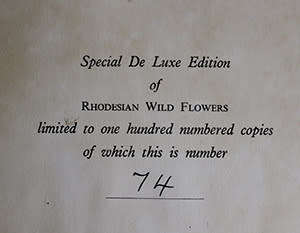 Special De Luxe Edition
of
RHODESIAN WILD FLOWERS
limited to one hundred numbered copies
of which this is number
74